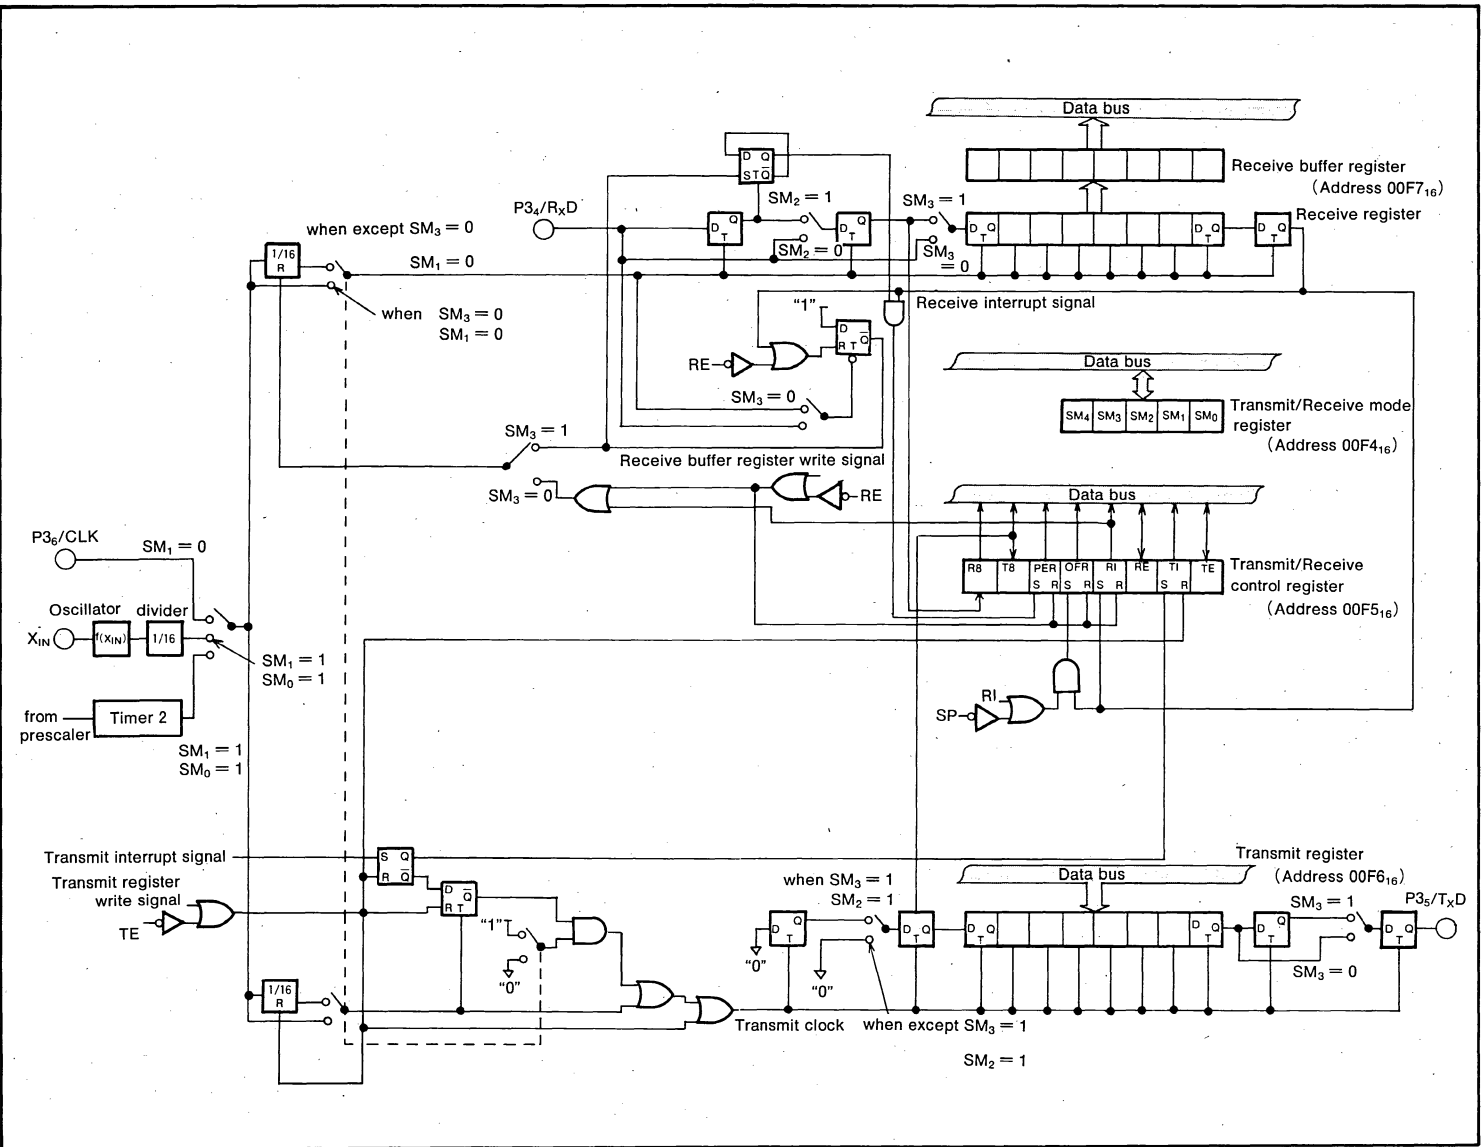 Data bus
Receive buffer register
(Address 00F7₁₆)
D Q
S T Q̅
SM₂ = 1
SM₃ = 1
P3₄/RₓD
D Q
T
D Q
T
D Q
T
D Q
T
D Q
T
Receive register
when except SM₃ = 0
SM₂ = 0
SM₃
= 0
1/16
R
SM₁ = 0
when SM₃ = 0
SM₁ = 0
"1"
Receive interrupt signal
D
R T Q̅
RE
Data bus
SM₃ = 0
SM₄ SM₃ SM₂ SM₁ SM₀
Transmit/Receive mode
register
(Address 00F4₁₆)
SM₃ = 1
Receive buffer register write signal
SM₃ = 0
RE
Data bus
P3₆/CLK
SM₁ = 0
R8 T8 PER OFR RI RE TI TE
S R S R S R S R
Transmit/Receive
control register
(Address 00F5₁₆)
Oscillator
divider
X_IN
f(X_IN)
1/16
SM₁ = 1
SM₀ = 1
RI
SP
from
prescaler
Timer 2
SM₁ = 1
SM₀ = 1
Transmit interrupt signal
S Q
R Q̅
Transmit register
(Address 00F6₁₆)
Data bus
Transmit register
write signal
TE
D Q̅
R T
when SM₃ = 1
SM₂ = 1
SM₃ = 1
P3₅/TₓD
"1"
"0"
D Q
T
"0"
"0"
D Q
T
D Q
T
D Q
T
D Q
T
D Q
T
SM₃ = 0
1/16
R
Transmit clock
when except SM₃ = 1
SM₂ = 1